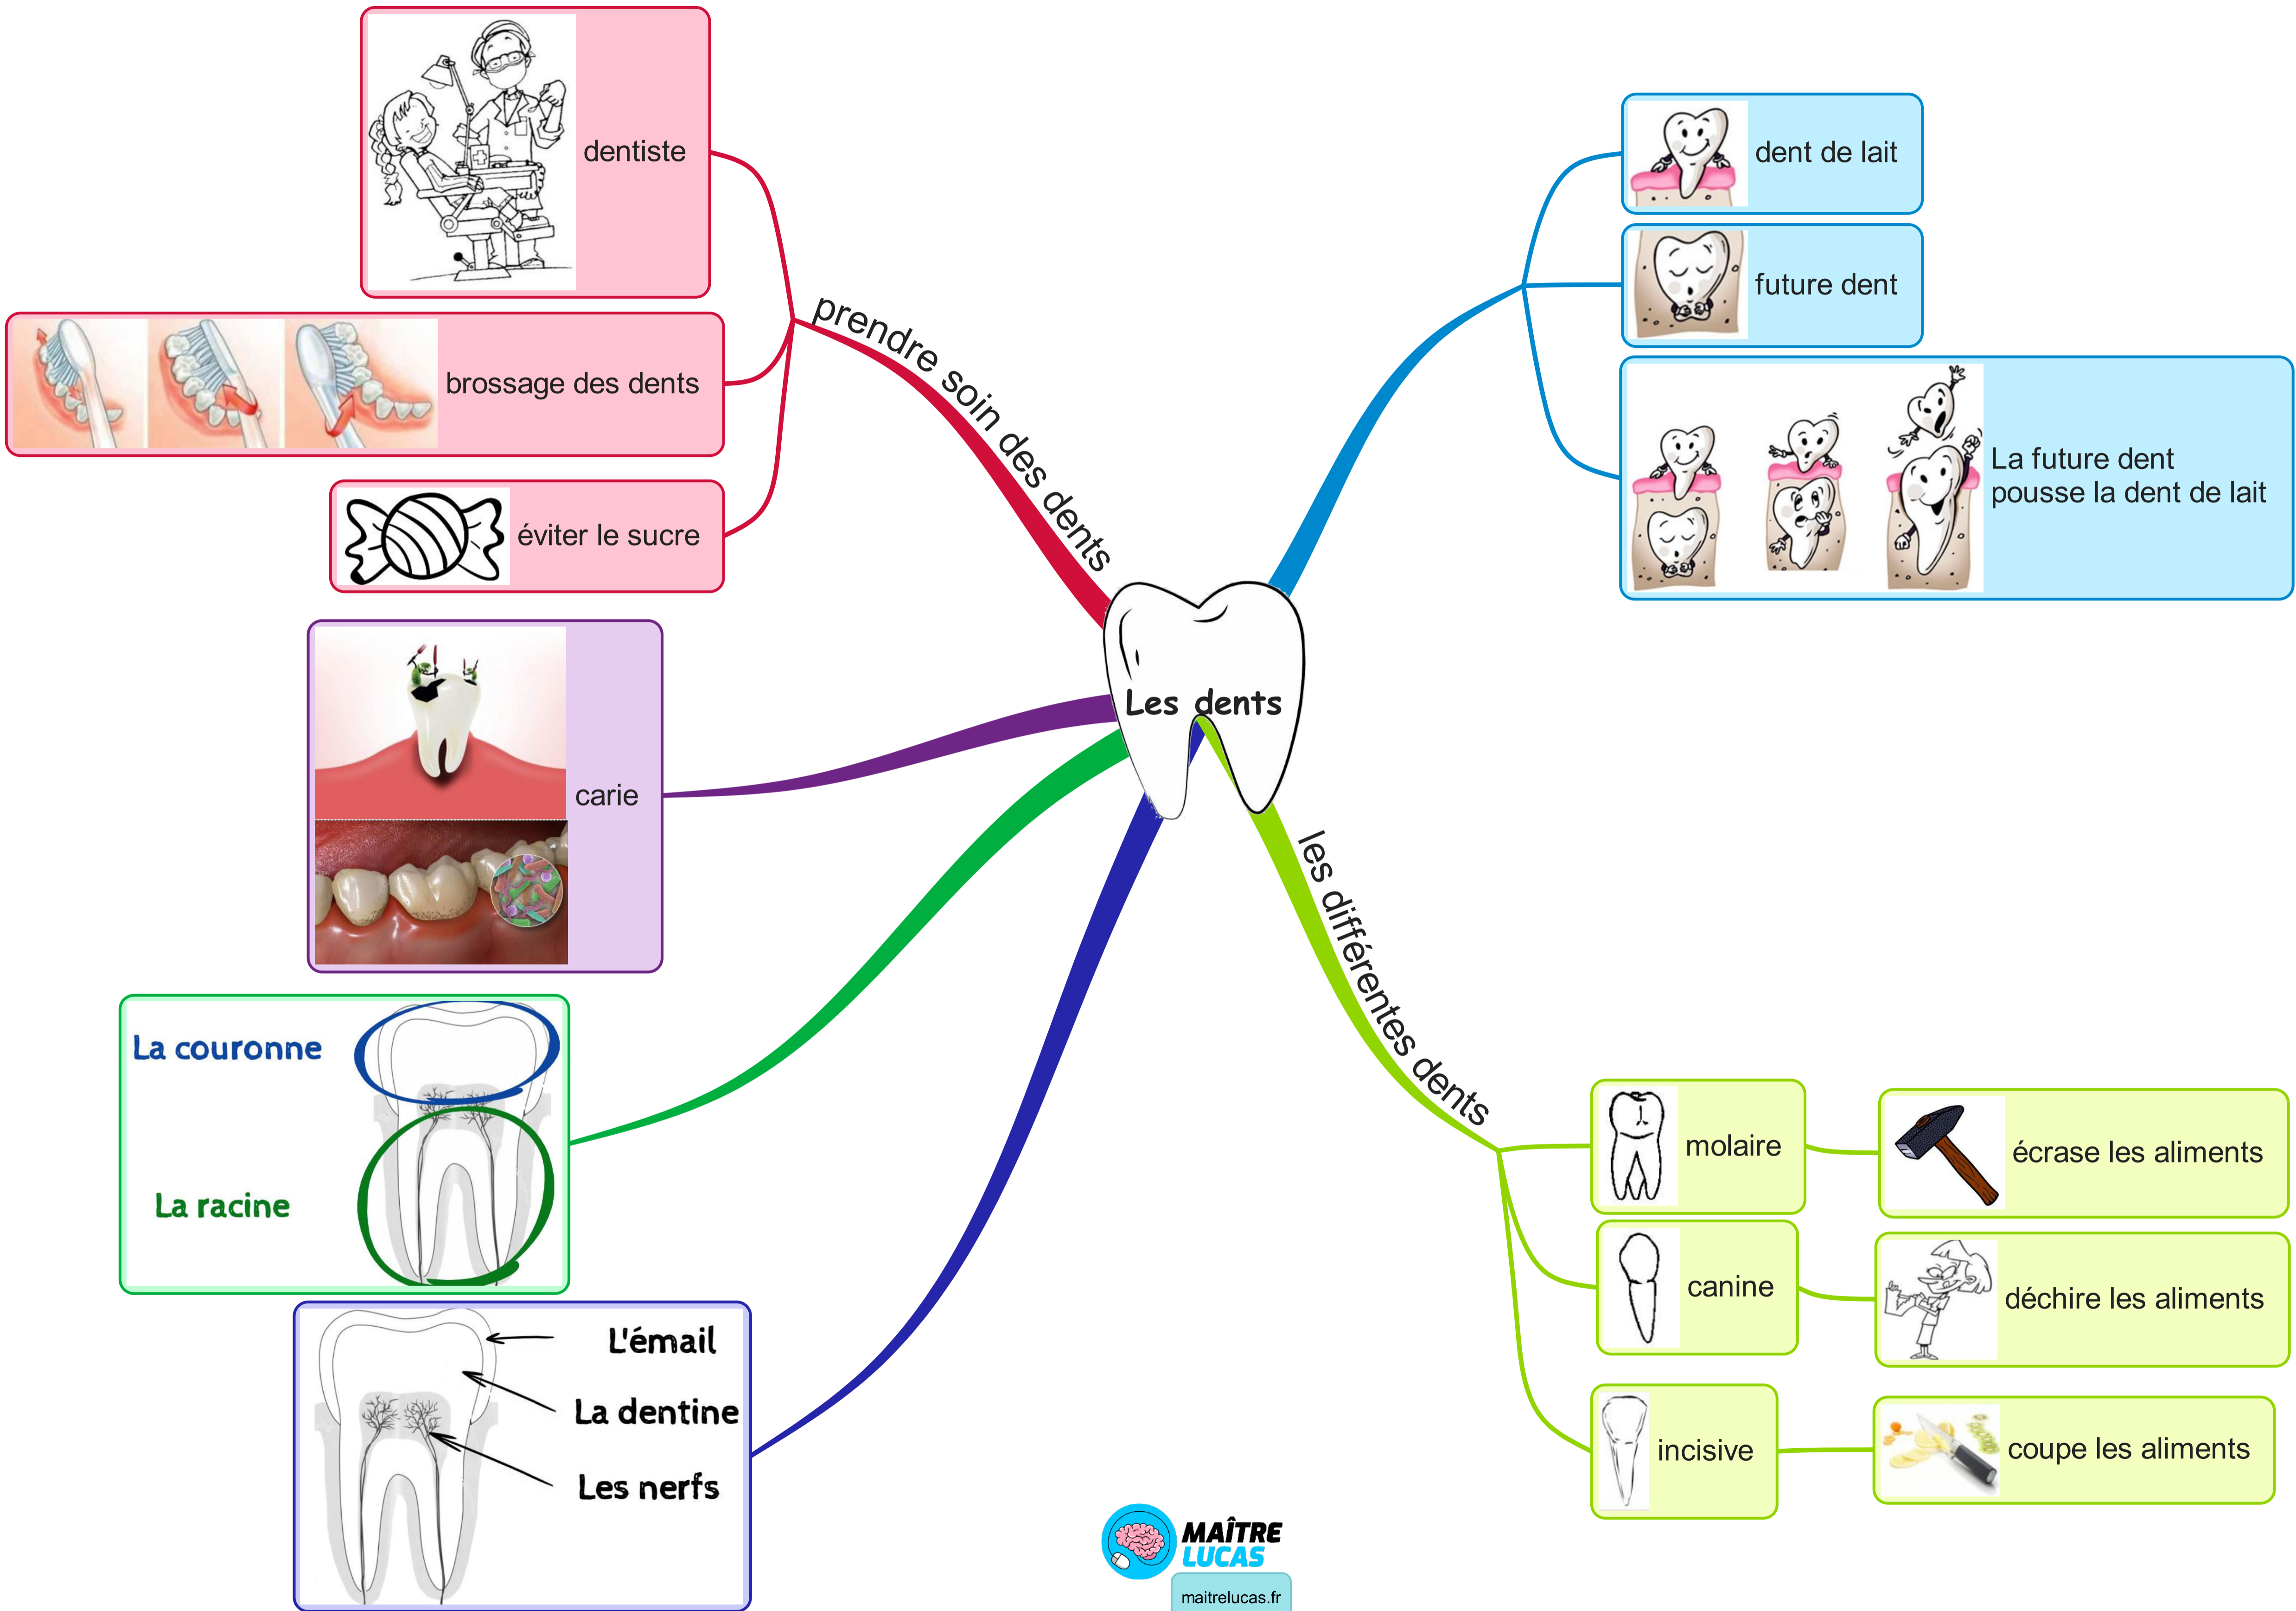 Les dents
prendre soin des dents
dentiste
brossage des dents
éviter le sucre
carie
La couronne
La racine
L'émail
La dentine
Les nerfs
dent de lait
future dent
La future dent
pousse la dent de lait
les différentes dents
molaire
écrase les aliments
canine
déchire les aliments
incisive
coupe les aliments
MAÎTRE
LUCAS
maitrelucas.fr